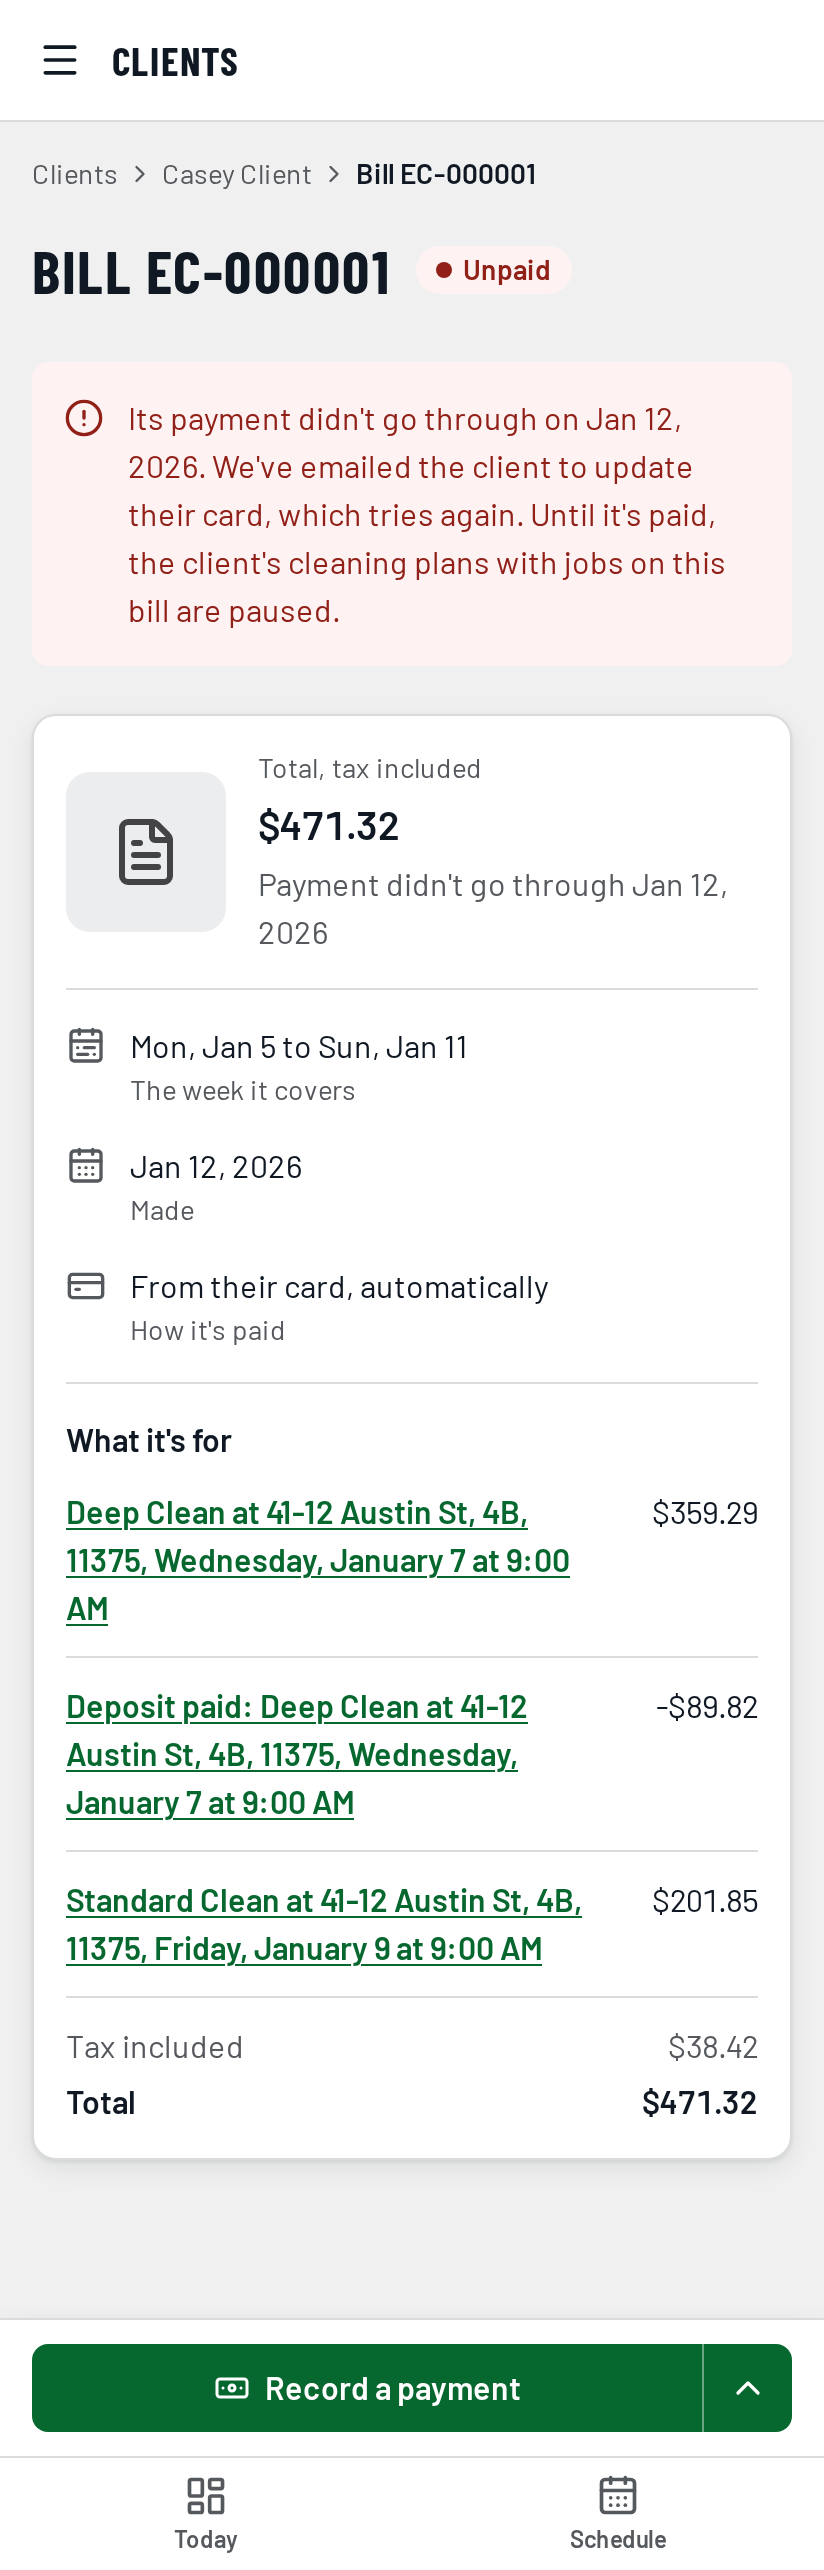 CLIENTS
Clients > Casey Client > Bill EC-000001
BILL EC-000001
Unpaid
Its payment didn't go through on Jan 12,
2026. We've emailed the client to update
their card, which tries again. Until it's paid,
the client's cleaning plans with jobs on this
bill are paused.
Total, tax included
$471.32
Payment didn't go through Jan 12,
2026
Mon, Jan 5 to Sun, Jan 11
The week it covers
Jan 12, 2026
Made
From their card, automatically
How it's paid
What it's for
Deep Clean at 41-12 Austin St, 4B, $359.29
11375, Wednesday, January 7 at 9:00
AM
Deposit paid: Deep Clean at 41-12 -$89.82
Austin St, 4B, 11375, Wednesday,
January 7 at 9:00 AM
Standard Clean at 41-12 Austin St, 4B, $201.85
11375, Friday, January 9 at 9:00 AM
Tax included $38.42
Total $471.32
Record a payment
Today Schedule